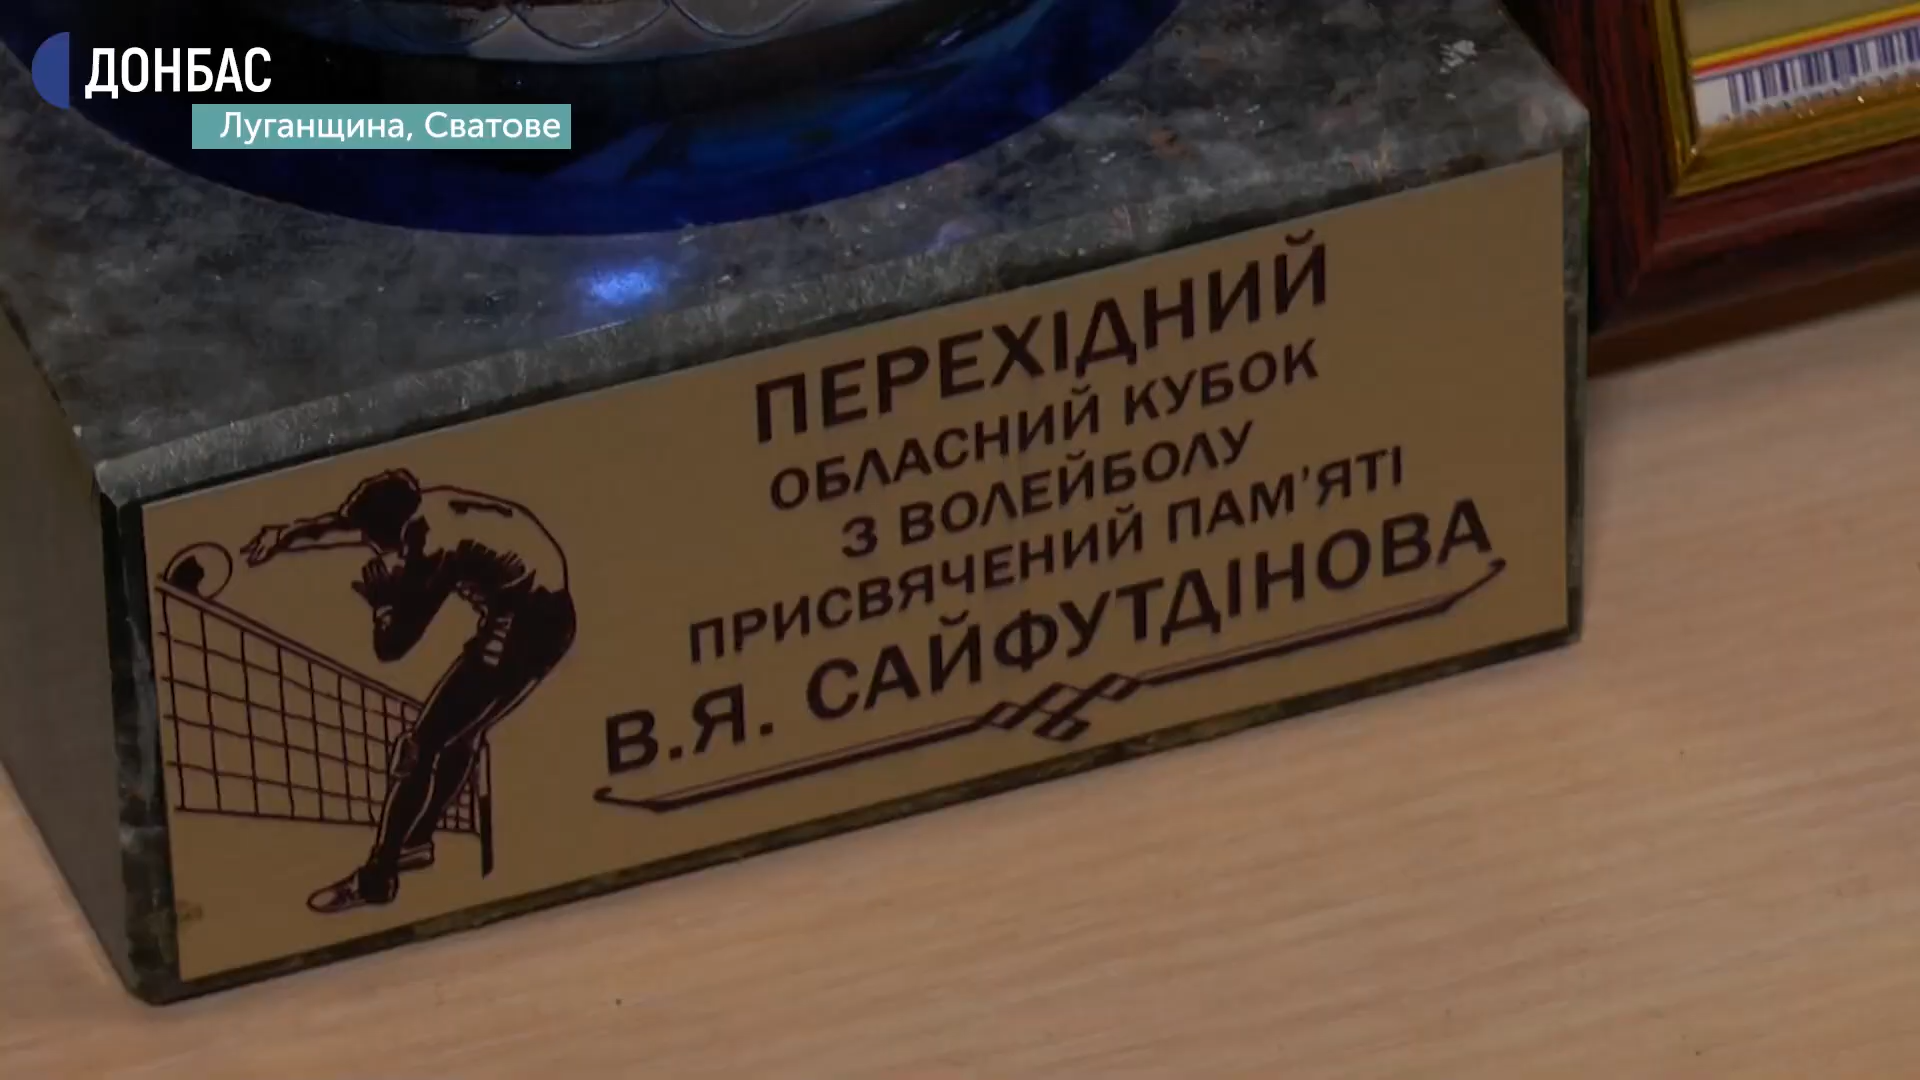 ДОНБАС
Луганщина, Сватове
ПЕРЕХІДНИЙ
ОБЛАСНИЙ КУБОК
З ВОЛЕЙБОЛУ
ПРИСВЯЧЕНИЙ ПАМ'ЯТІ
В.Я. САЙФУТДІНОВА